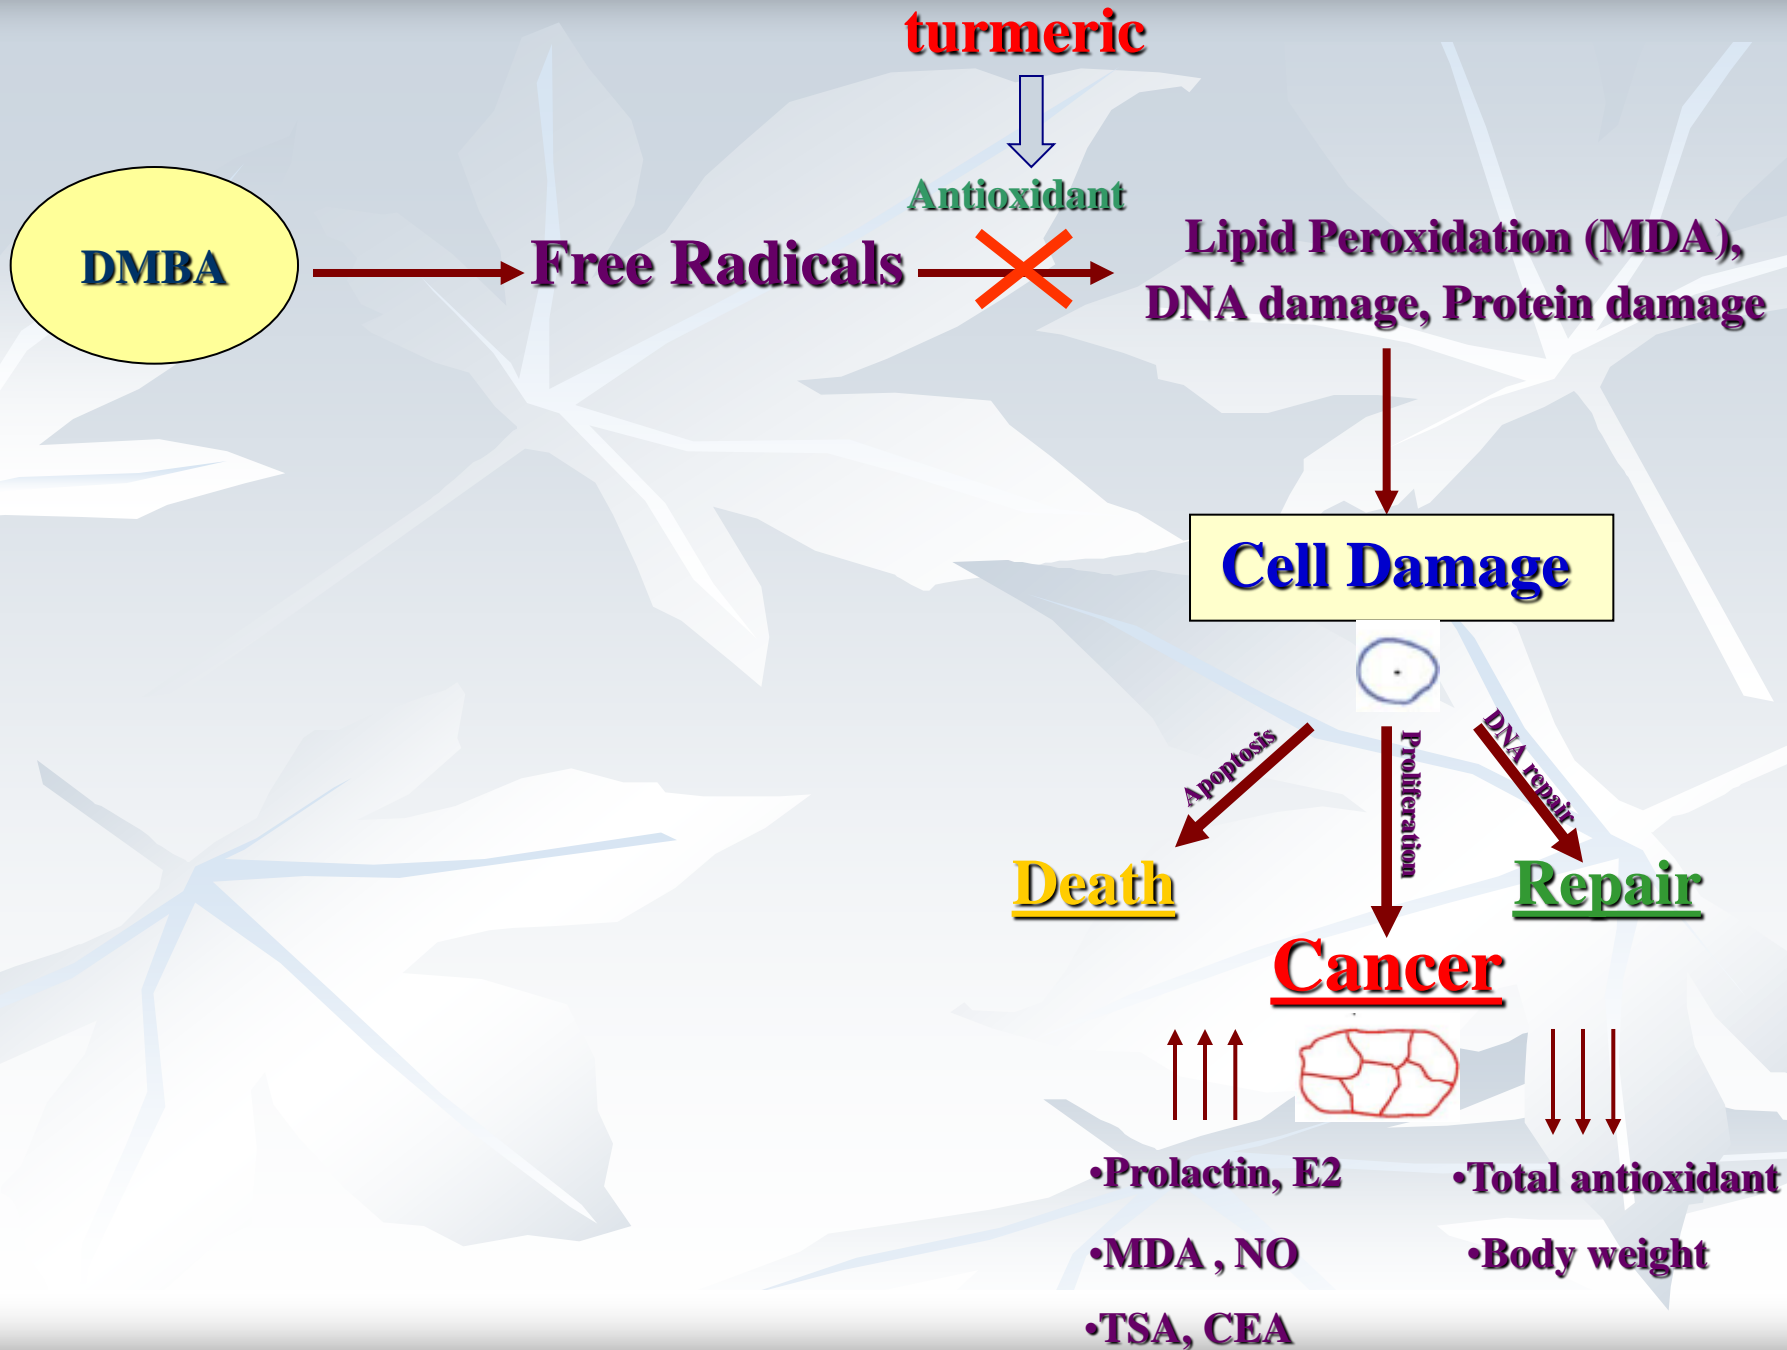 turmeric
Antioxidant
DMBA
Free Radicals
Lipid Peroxidation (MDA),
DNA damage, Protein damage
Cell Damage
Apoptosis
Proliferation
DNA repair
Death
Repair
Cancer
•Prolactin, E2
•Total antioxidant
•MDA , NO
•Body weight
•TSA, CEA